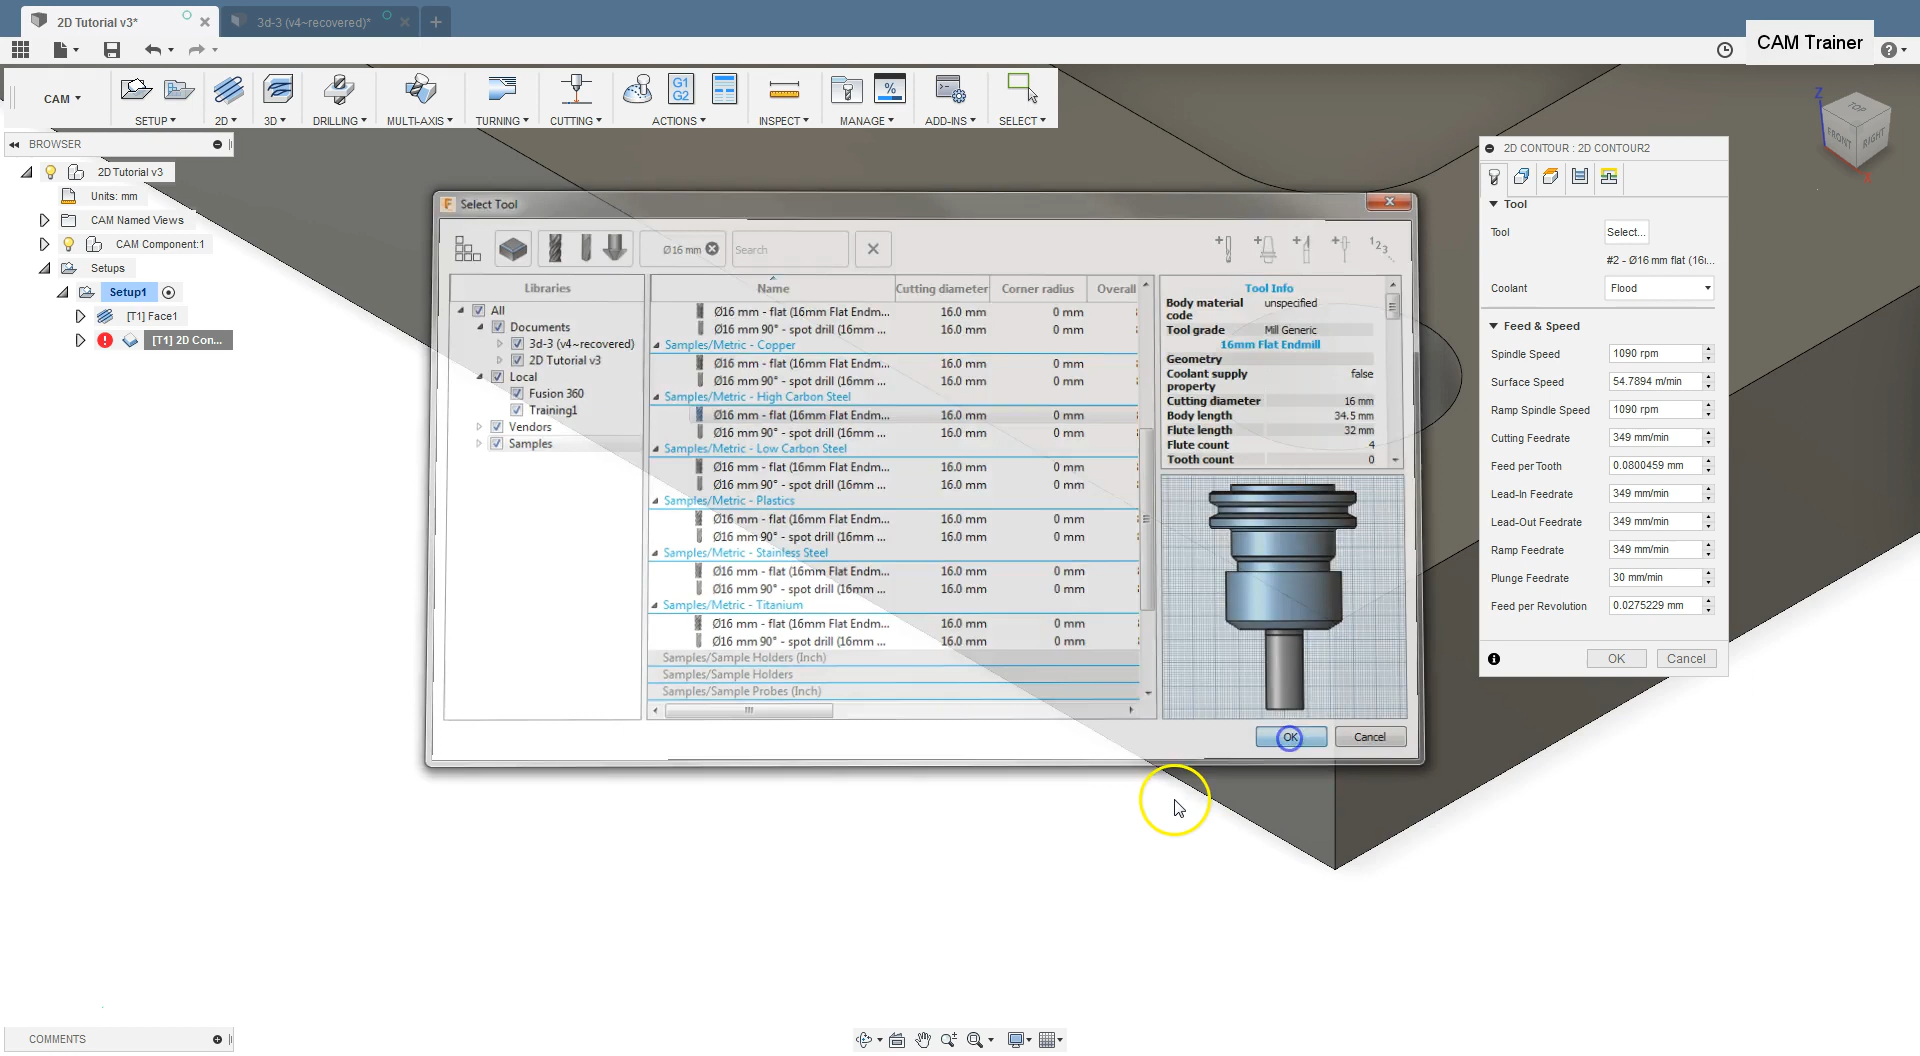 2D Tutorial v3*
3d-3 (v4~recovered)*
CAM Trainer
CAM
G1
G2
%
SETUP
2D
3D
DRILLING
MULTI-AXIS
TURNING
CUTTING
ACTIONS
INSPECT
MANAGE
ADD-INS
SELECT
BROWSER
2D Tutorial v3
Units: mm
CAM Named Views
CAM Component:1
Setups
Setup1
[T1] Face1
[T1] 2D Con...
Select Tool
Ø16 mm
Search
1 2 3
Libraries
All
Documents
3d-3 (v4~recovered)
2D Tutorial v3
Local
Fusion 360
Training1
Vendors
Samples
Name Cutting diameter Corner radius Overall
Ø16 mm - flat (16mm Flat Endm... 16.0 mm 0 mm
Ø16 mm 90° - spot drill (16mm ... 16.0 mm 0 mm
Samples/Metric - Copper
Ø16 mm - flat (16mm Flat Endm... 16.0 mm 0 mm
Ø16 mm 90° - spot drill (16mm ... 16.0 mm 0 mm
Samples/Metric - High Carbon Steel
Ø16 mm - flat (16mm Flat Endm... 16.0 mm 0 mm
Ø16 mm 90° - spot drill (16mm ... 16.0 mm 0 mm
Samples/Metric - Low Carbon Steel
Ø16 mm - flat (16mm Flat Endm... 16.0 mm 0 mm
Ø16 mm 90° - spot drill (16mm ... 16.0 mm 0 mm
Samples/Metric - Plastics
Ø16 mm - flat (16mm Flat Endm... 16.0 mm 0 mm
Ø16 mm 90° - spot drill (16mm ... 16.0 mm 0 mm
Samples/Metric - Stainless Steel
Ø16 mm - flat (16mm Flat Endm... 16.0 mm 0 mm
Ø16 mm 90° - spot drill (16mm ... 16.0 mm 0 mm
Samples/Metric - Titanium
Ø16 mm - flat (16mm Flat Endm... 16.0 mm 0 mm
Ø16 mm 90° - spot drill (16mm ... 16.0 mm 0 mm
Samples/Sample Holders (Inch)
Samples/Sample Holders
Samples/Sample Probes (Inch)
Tool Info
Body material code unspecified
Tool grade Mill Generic
16mm Flat Endmill
Geometry
Coolant supply property false
Cutting diameter 16 mm
Body length 34.5 mm
Flute length 32 mm
Flute count 4
Tooth count 0
OK
Cancel
Z
TOP
FRONT
RIGHT
X
2D CONTOUR : 2D CONTOUR2
Tool
Tool Select...
#2 - Ø16 mm flat (16...
Coolant Flood
Feed & Speed
Spindle Speed 1090 rpm
Surface Speed 54.7894 m/min
Ramp Spindle Speed 1090 rpm
Cutting Feedrate 349 mm/min
Feed per Tooth 0.0800459 mm
Lead-In Feedrate 349 mm/min
Lead-Out Feedrate 349 mm/min
Ramp Feedrate 349 mm/min
Plunge Feedrate 30 mm/min
Feed per Revolution 0.0275229 mm
OK
Cancel
COMMENTS